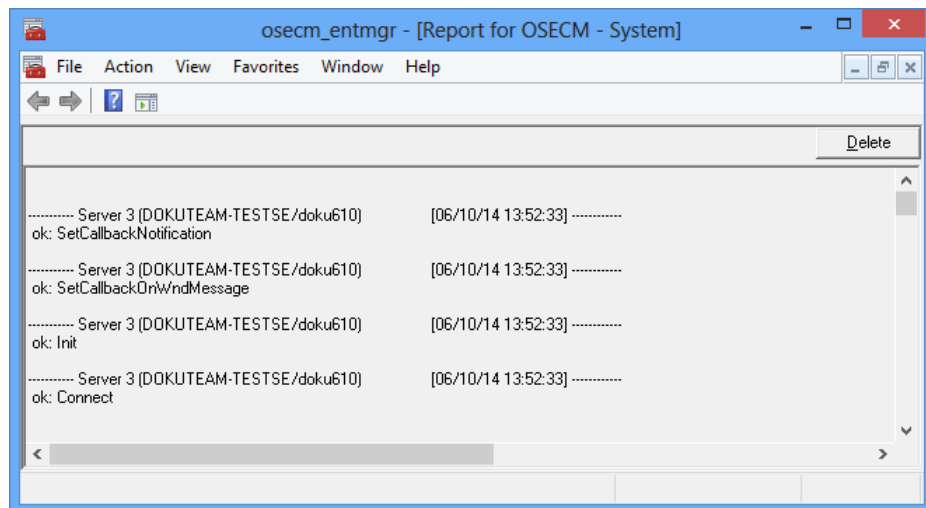 osecm_entmgr - [Report for OSECM - System]
File Action View Favorites Window Help
Delete
----------- Server 3 (DOKUTEAM-TESTSE/doku610) [06/10/14 13:52:33] ------------
ok: SetCallbackNotification
----------- Server 3 (DOKUTEAM-TESTSE/doku610) [06/10/14 13:52:33] ------------
ok: SetCallbackOnWndMessage
----------- Server 3 (DOKUTEAM-TESTSE/doku610) [06/10/14 13:52:33] ------------
ok: Init
----------- Server 3 (DOKUTEAM-TESTSE/doku610) [06/10/14 13:52:33] ------------
ok: Connect